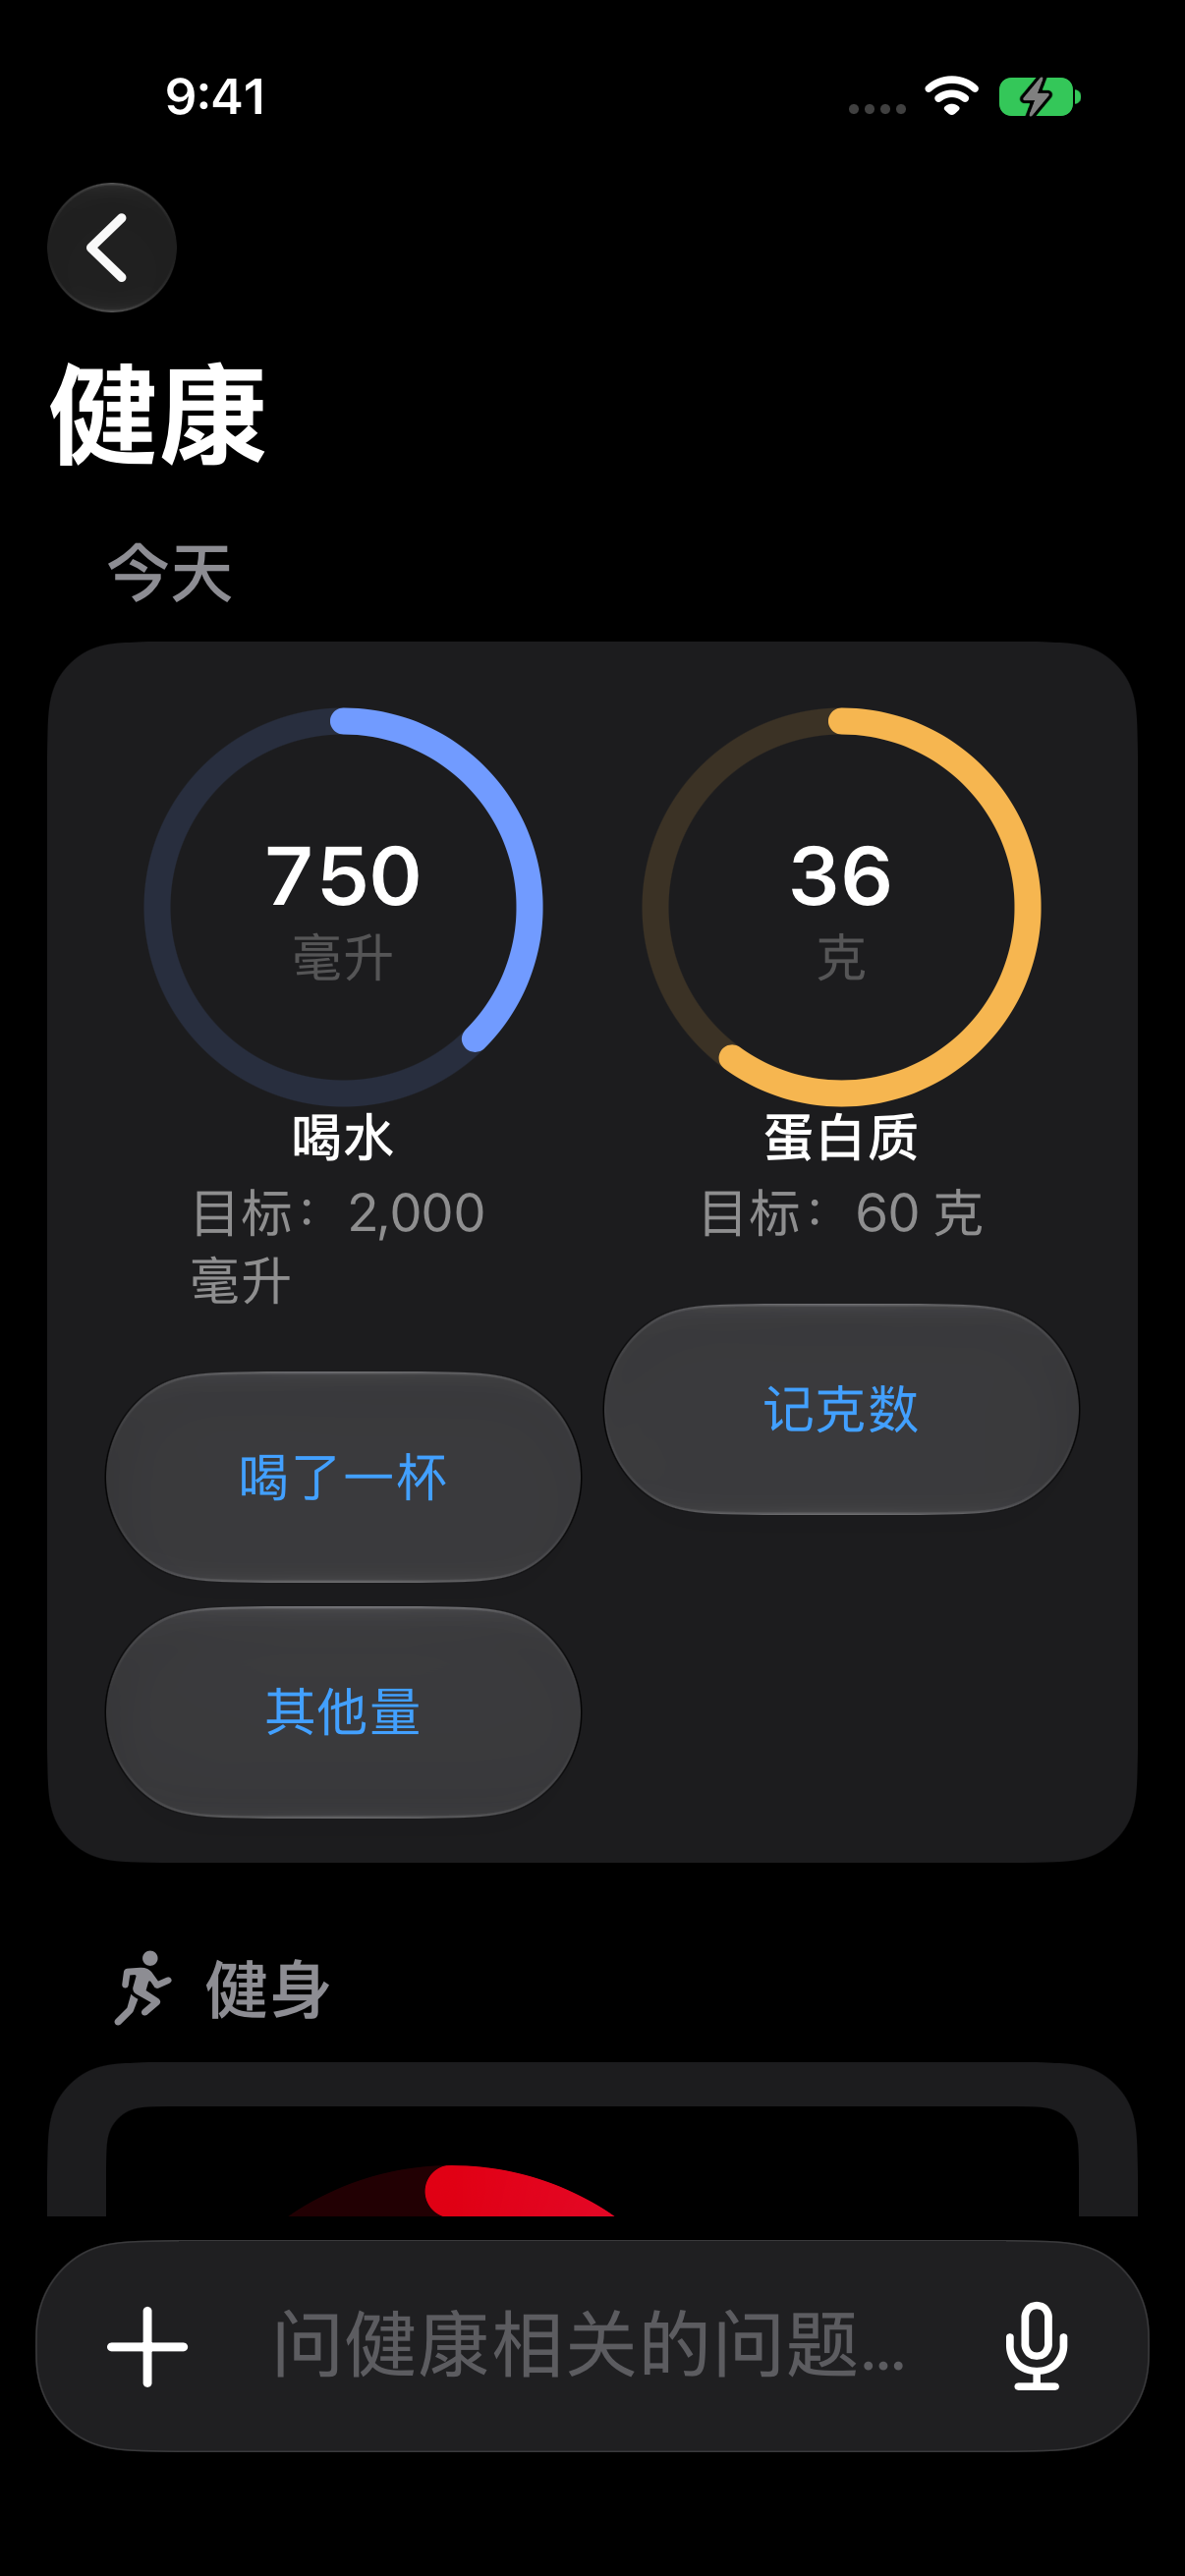 9:41
健康
今天
750
毫升
36
克
喝水
蛋白质
目标：2,000
毫升
目标：60 克
喝了一杯
记克数
其他量
健身
问健康相关的问题...